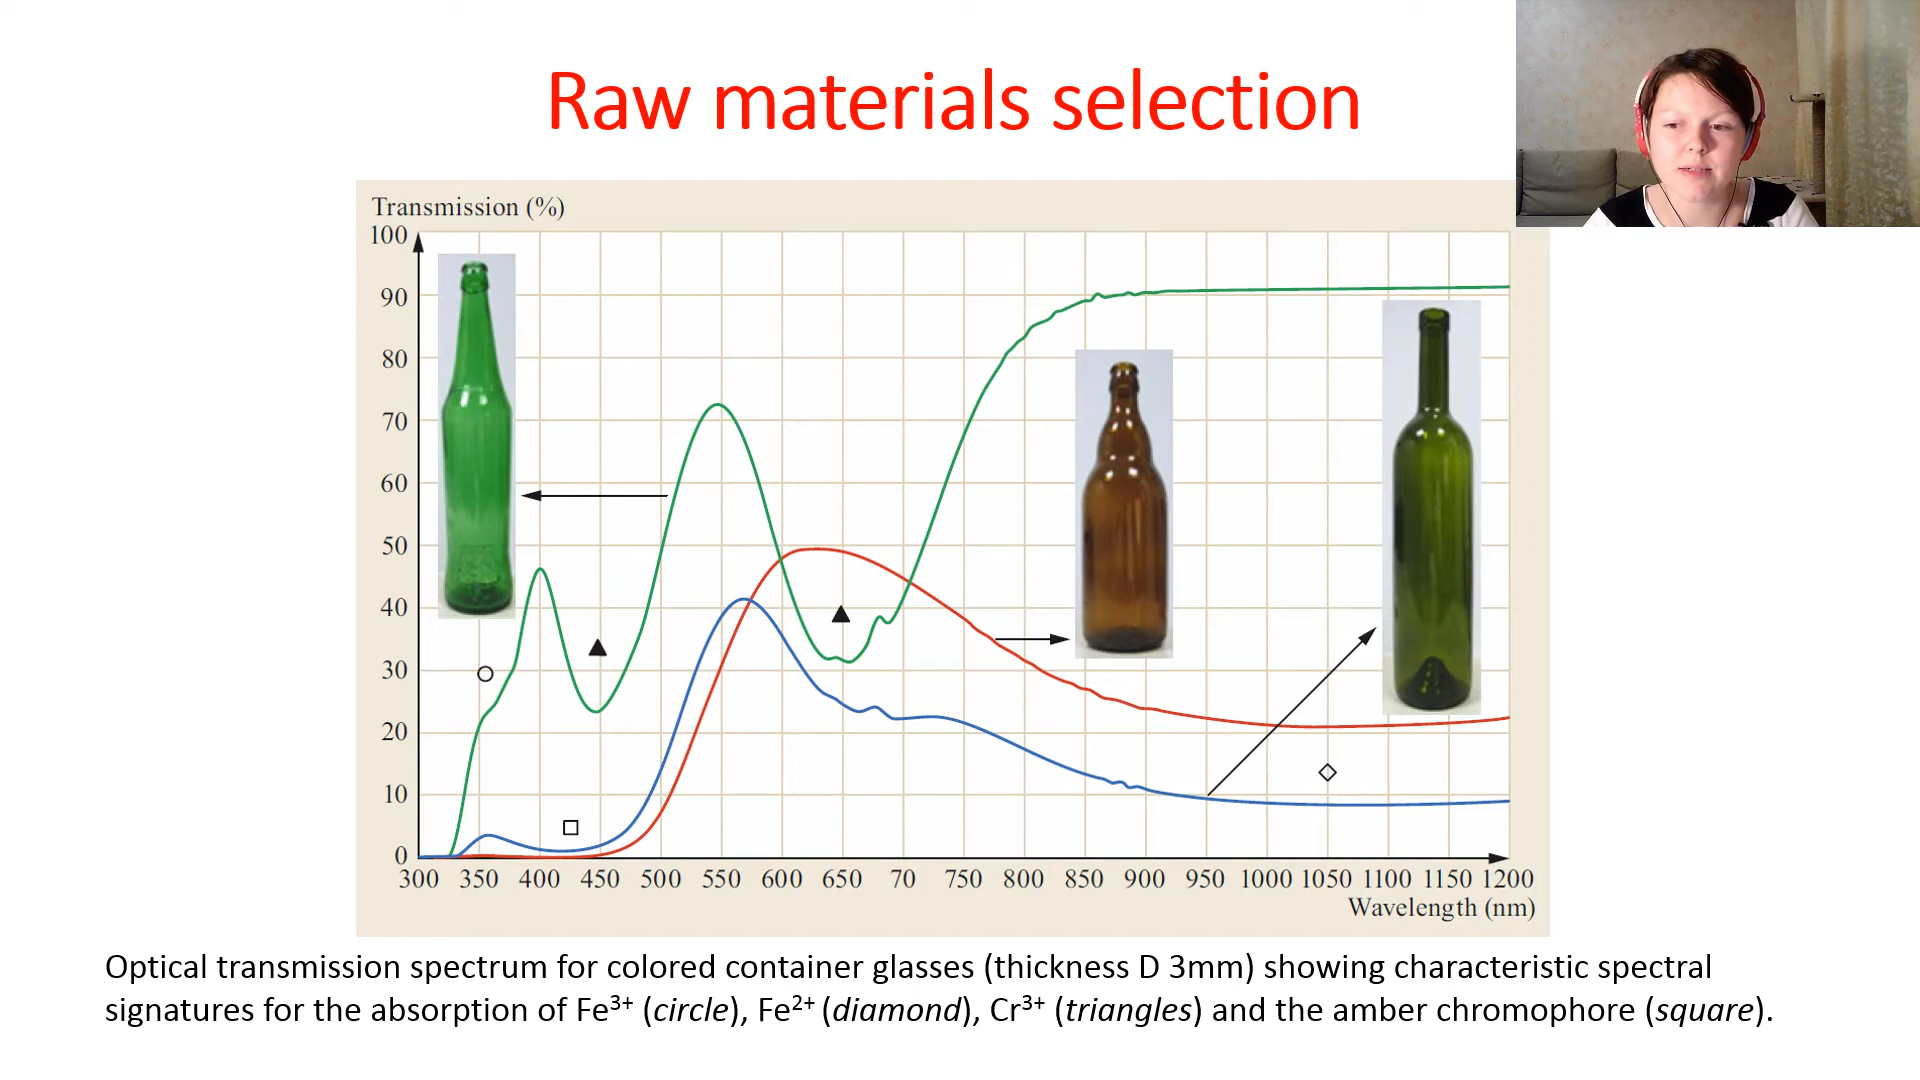 Raw materials selection
Transmission (%)
100
90
80
70
60
50
40
30
20
10
0
300 350 400 450 500 550 600 650 70 750 800 850 900 950 1000 1050 1100 1150 1200
Wavelength (nm)
Optical transmission spectrum for colored container glasses (thickness D 3mm) showing characteristic spectral
signatures for the absorption of Fe³⁺ (circle), Fe²⁺ (diamond), Cr³⁺ (triangles) and the amber chromophore (square).